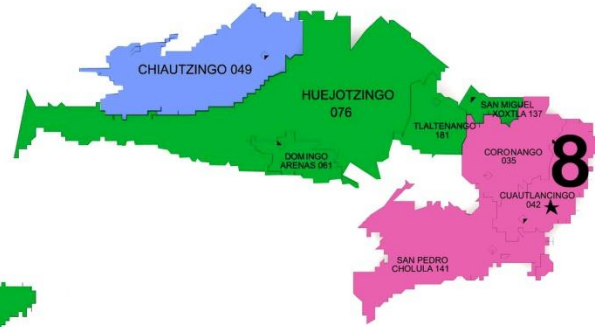 CHIAUTZINGO 049
HUEJOTZINGO
076
SAN MIGUEL
XOXTLA 137
TLALTENANGO
181
DOMINGO
ARENAS 061
CORONANGO
035
8
CUAUTLANCINGO
042
SAN PEDRO
CHOLULA 141